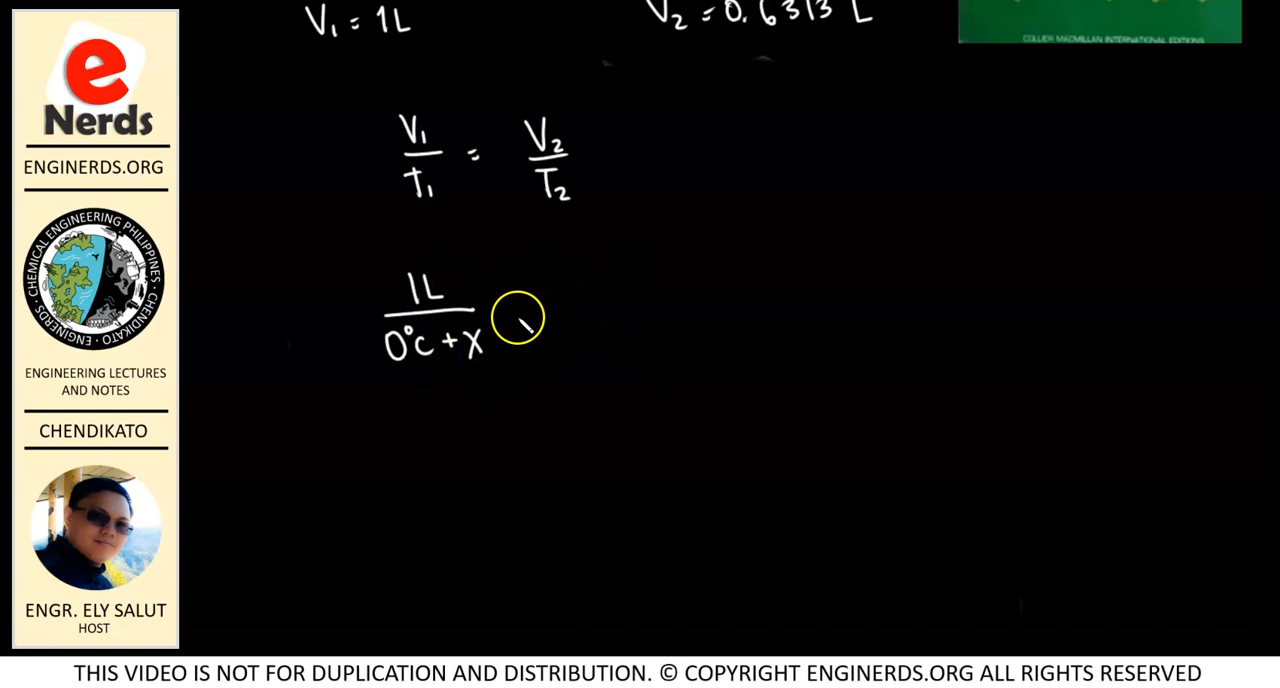 V₁ = 1L
V₂ = 0.6313 L
COLLIER MACMILLAN INTERNATIONAL EDITIONS
e
Nerds
ENGINERDS.ORG
CHEMICAL ENGINEERING PHILIPPINES · CHENDIKATO · ENGINERDS ·
ENGINEERING LECTURES
AND NOTES
CHENDIKATO
ENGR. ELY SALUT
HOST
V₁ V₂
— = —
T₁ T₂
1L
0°C + X
THIS VIDEO IS NOT FOR DUPLICATION AND DISTRIBUTION. © COPYRIGHT ENGINERDS.ORG ALL RIGHTS RESERVED